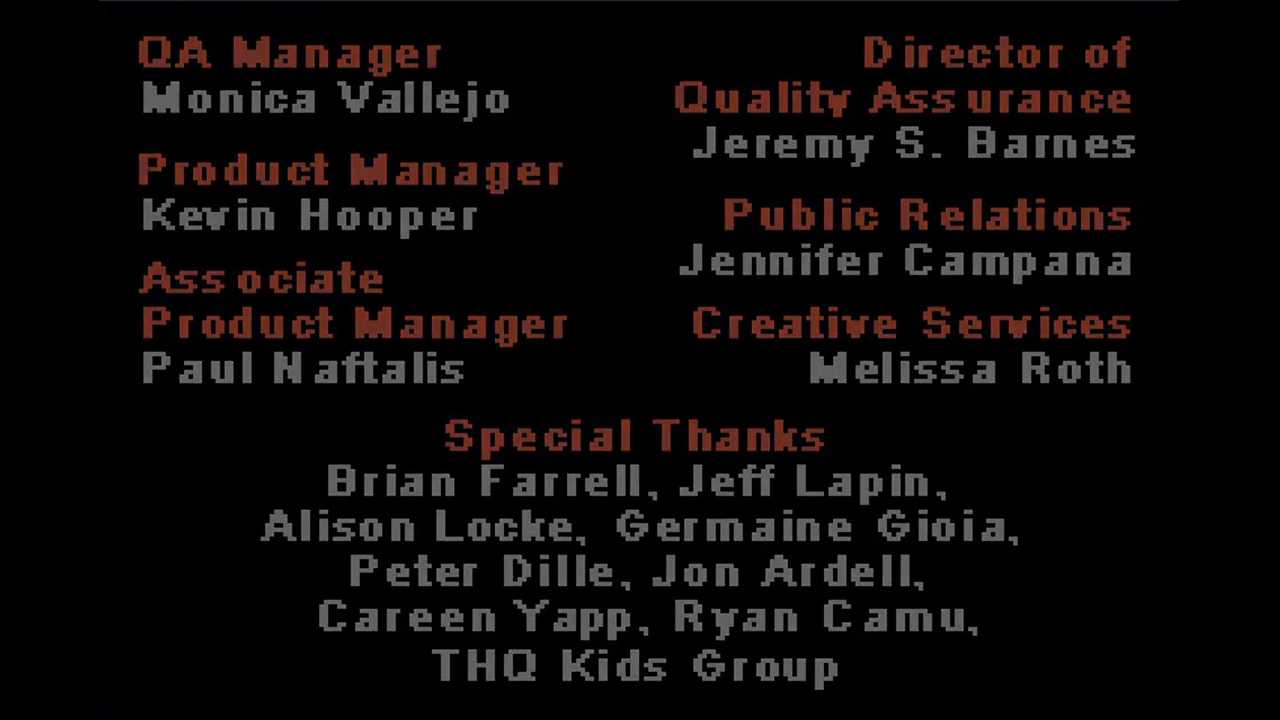 QA Manager
Monica Vallejo
Product Manager
Kevin Hooper
Associate
Product Manager
Paul Naftalis
Director of
Quality Assurance
Jeremy S. Barnes
Public Relations
Jennifer Campana
Creative Services
Melissa Roth
Special Thanks
Brian Farrell, Jeff Lapin,
Alison Locke, Germaine Gioia,
Peter Dille, Jon Ardell,
Careen Yapp, Ryan Camu,
THQ Kids Group